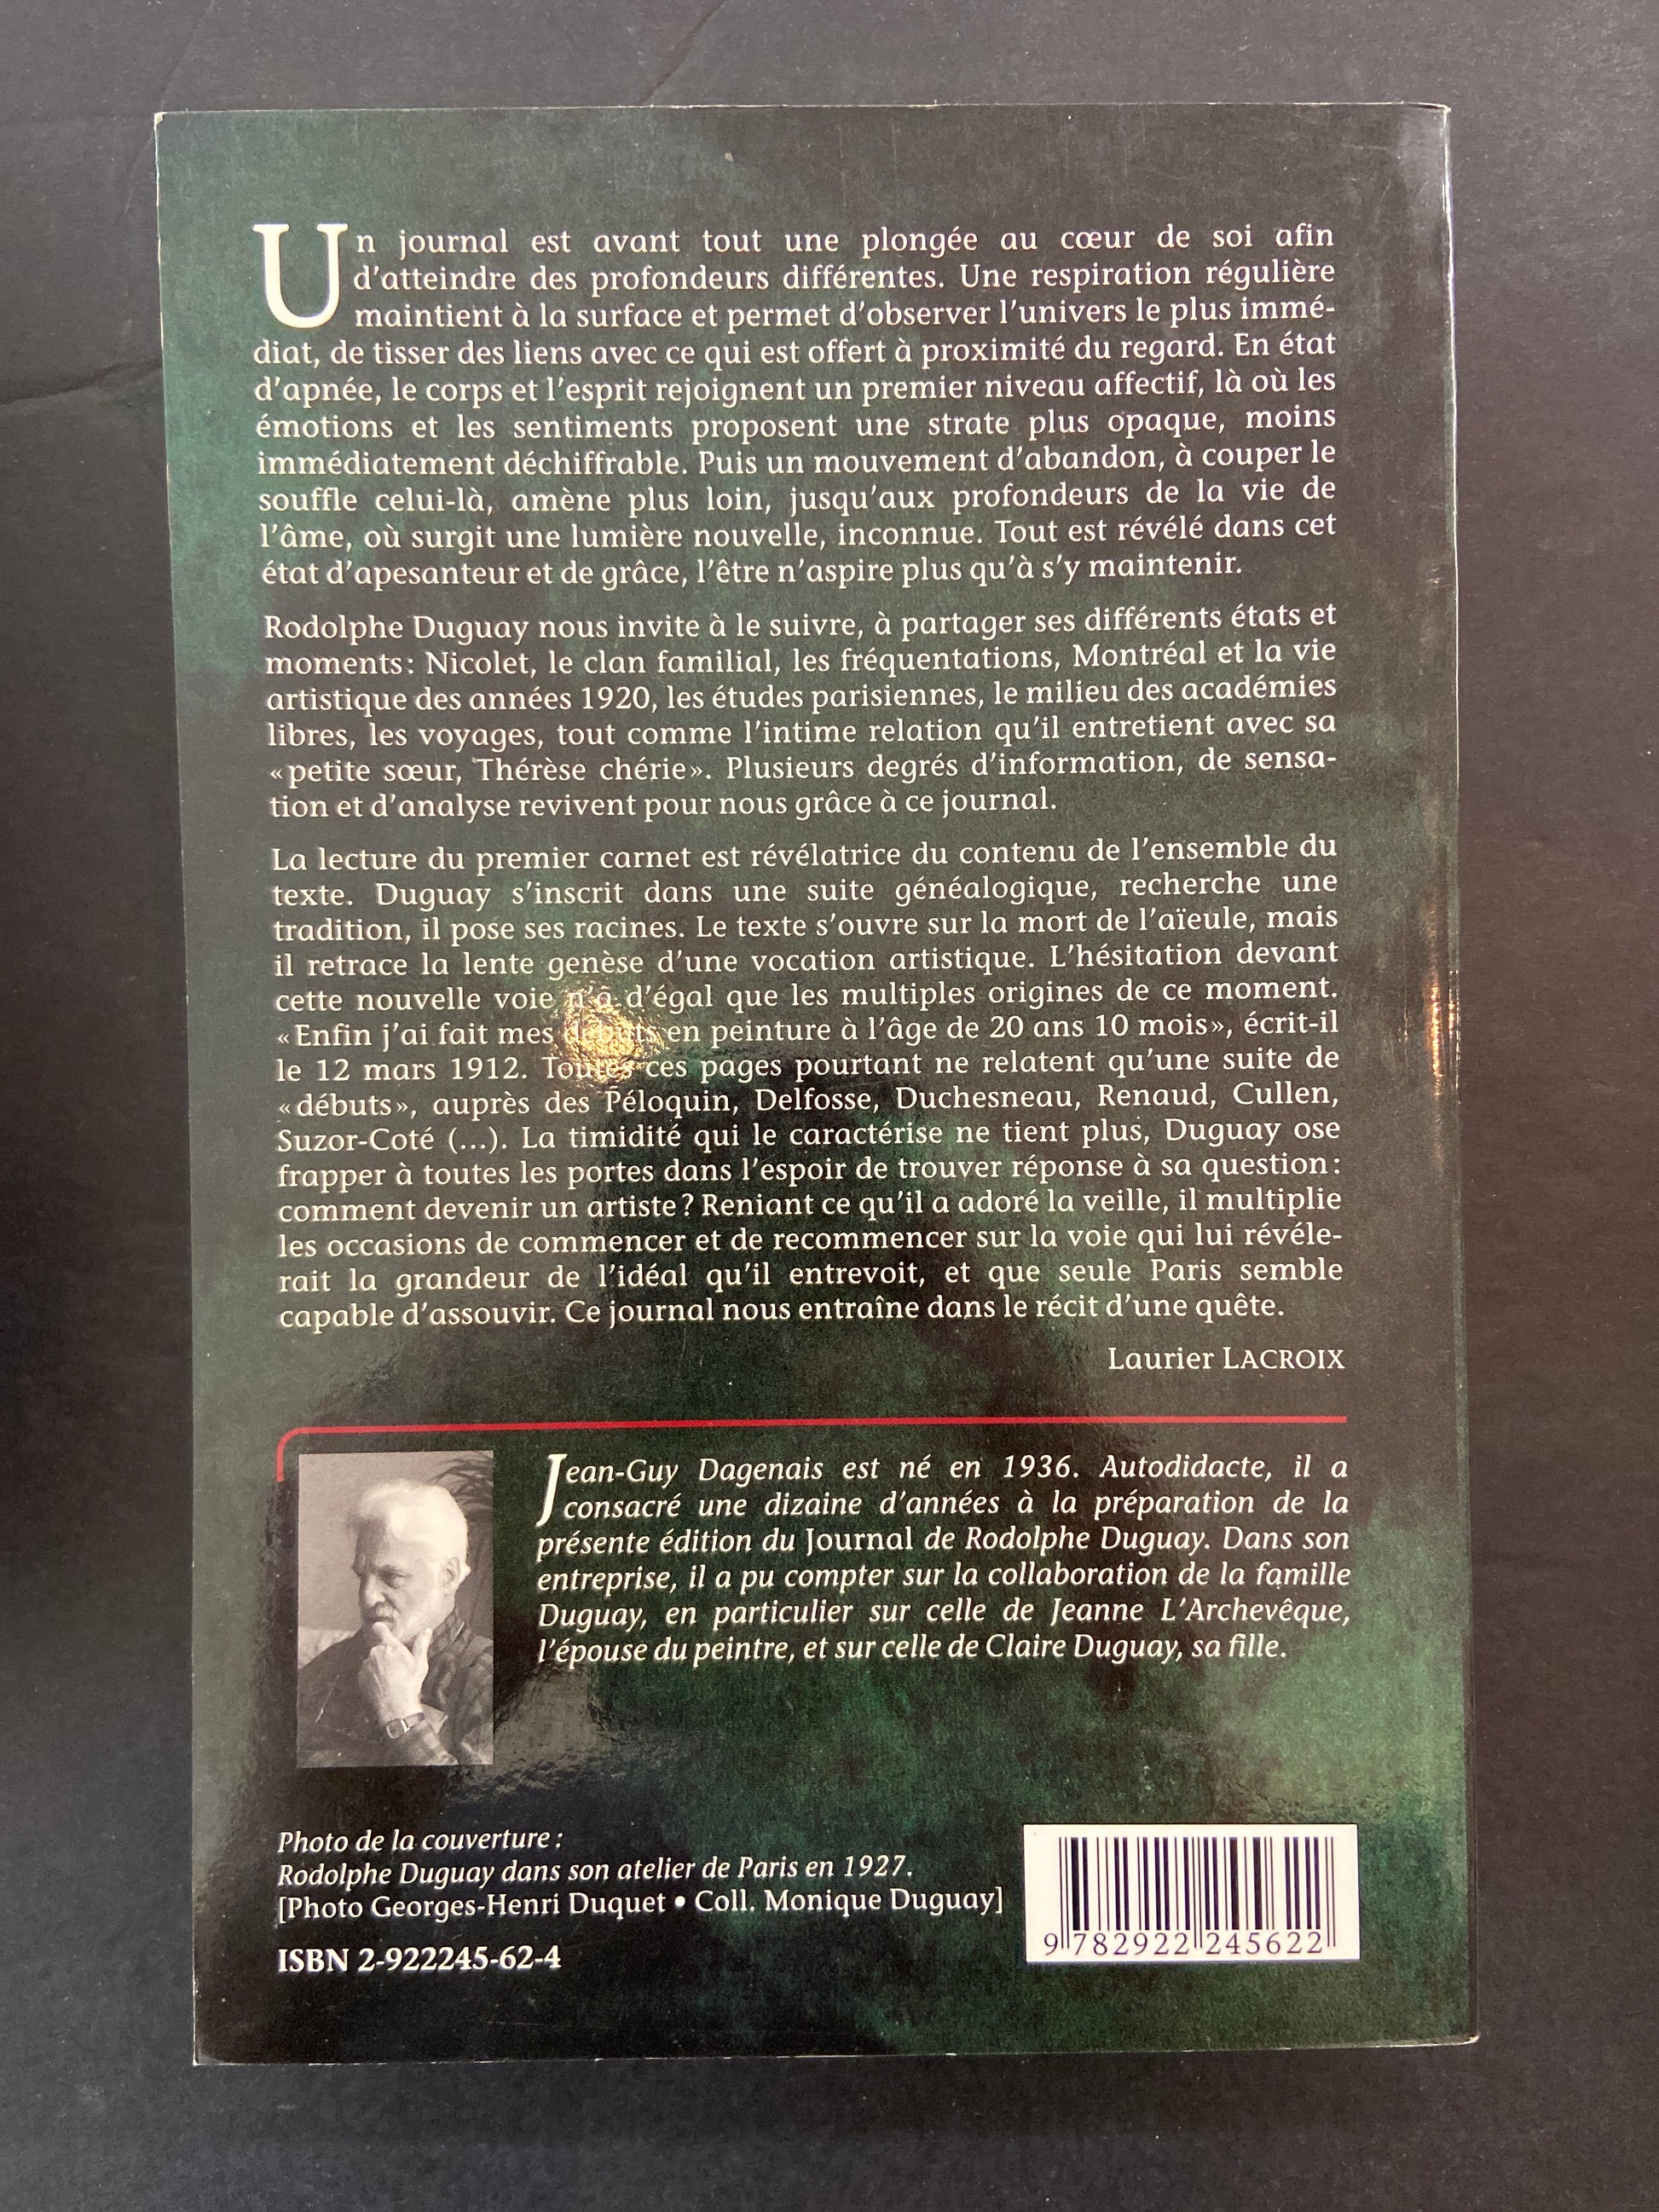 Un journal est avant tout une plongée au cœur de soi afin
d'atteindre des profondeurs différentes. Une respiration régulière
maintient à la surface et permet d'observer l'univers le plus immé-
diat, de tisser des liens avec ce qui est offert à proximité du regard. En état
d'apnée, le corps et l'esprit rejoignent un premier niveau affectif, là où les
émotions et les sentiments proposent une strate plus opaque, moins
immédiatement déchiffrable. Puis un mouvement d'abandon, à couper le
souffle celui-là, amène plus loin, jusqu'aux profondeurs de la vie de
l'âme, où surgit une lumière nouvelle, inconnue. Tout est révélé dans cet
état d'apesanteur et de grâce, l'être n'aspire plus qu'à s'y maintenir.
Rodolphe Duguay nous invite à le suivre, à partager ses différents états et
moments : Nicolet, le clan familial, les fréquentations, Montréal et la vie
artistique des années 1920, les études parisiennes, le milieu des académies
libres, les voyages, tout comme l'intime relation qu'il entretient avec sa
« petite sœur, Thérèse chérie ». Plusieurs degrés d'information, de sensa-
tion et d'analyse revivent pour nous grâce à ce journal.
La lecture du premier carnet est révélatrice du contenu de l'ensemble du
texte. Duguay s'inscrit dans une suite généalogique, recherche une
tradition, il pose ses racines. Le texte s'ouvre sur la mort de l'aïeule, mais
il retrace la lente genèse d'une vocation artistique. L'hésitation devant
cette nouvelle voie n'a d'égal que les multiples origines de ce moment.
« Enfin j'ai fait mes débuts en peinture à l'âge de 20 ans 10 mois », écrit-il
le 12 mars 1912. Toutes ces pages pourtant ne relatent qu'une suite de
« débuts », auprès des Péloquin, Delfosse, Duchesneau, Renaud, Cullen,
Suzor-Coté (...). La timidité qui le caractérise ne tient plus, Duguay ose
frapper à toutes les portes dans l'espoir de trouver réponse à sa question :
comment devenir un artiste ? Reniant ce qu'il a adoré la veille, il multiplie
les occasions de commencer et de recommencer sur la voie qui lui révéle-
rait la grandeur de l'idéal qu'il entrevoit, et que seule Paris semble
capable d'assouvir. Ce journal nous entraîne dans le récit d'une quête.
Laurier LACROIX
Jean-Guy Dagenais est né en 1936. Autodidacte, il a
consacré une dizaine d'années à la préparation de la
présente édition du Journal de Rodolphe Duguay. Dans son
entreprise, il a pu compter sur la collaboration de la famille
Duguay, en particulier sur celle de Jeanne L'Archevêque,
l'épouse du peintre, et sur celle de Claire Duguay, sa fille.
Photo de la couverture :
Rodolphe Duguay dans son atelier de Paris en 1927.
[Photo Georges-Henri Duquet • Coll. Monique Duguay]
ISBN 2-922245-62-4
9 782922 245622